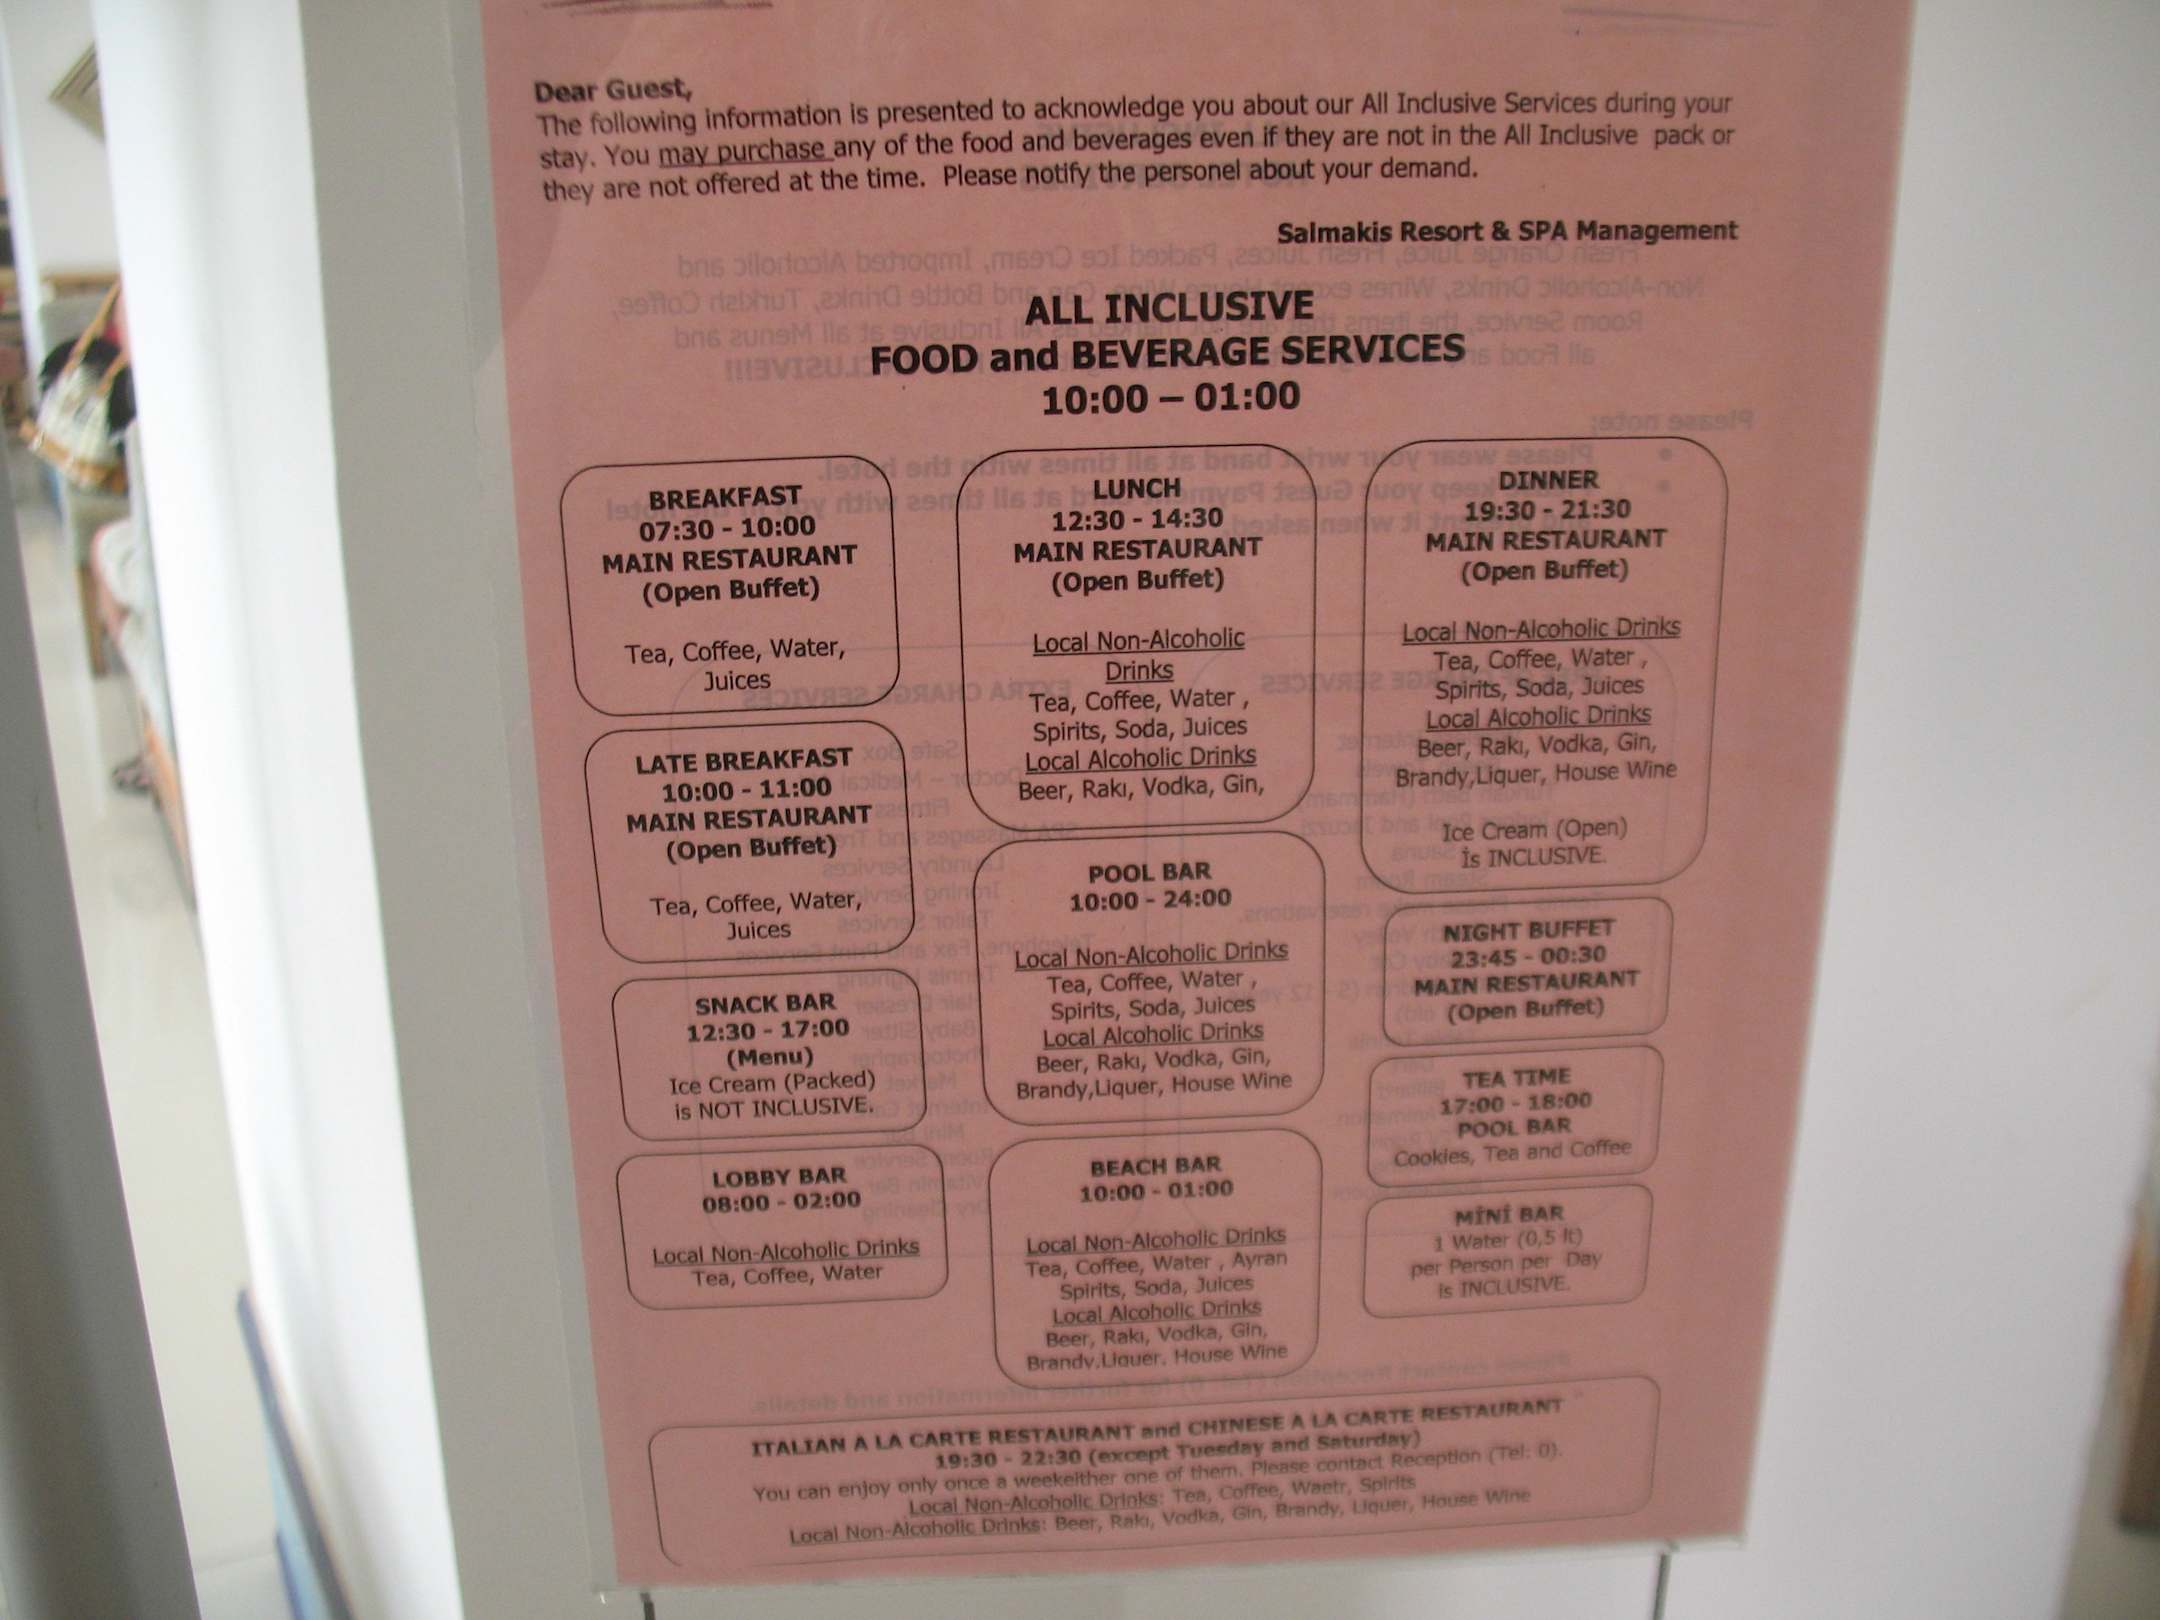 Dear Guest,
The following information is presented to acknowledge you about our All Inclusive Services during your
stay. You may purchase any of the food and beverages even if they are not in the All Inclusive pack or
they are not offered at the time. Please notify the personel about your demand.
Salmakis Resort & SPA Management
ALL INCLUSIVE
FOOD and BEVERAGE SERVICES
10:00 – 01:00
BREAKFAST
07:30 - 10:00
MAIN RESTAURANT
(Open Buffet)
Tea, Coffee, Water,
Juices
LATE BREAKFAST
10:00 - 11:00
MAIN RESTAURANT
(Open Buffet)
Tea, Coffee, Water,
Juices
SNACK BAR
12:30 - 17:00
(Menu)
Ice Cream (Packed)
is NOT INCLUSIVE.
LOBBY BAR
08:00 - 02:00
Local Non-Alcoholic Drinks
Tea, Coffee, Water
LUNCH
12:30 - 14:30
MAIN RESTAURANT
(Open Buffet)
Local Non-Alcoholic
Drinks
Tea, Coffee, Water ,
Spirits, Soda, Juices
Local Alcoholic Drinks
Beer, Rakı, Vodka, Gin,
POOL BAR
10:00 - 24:00
Local Non-Alcoholic Drinks
Tea, Coffee, Water ,
Spirits, Soda, Juices
Local Alcoholic Drinks
Beer, Rakı, Vodka, Gin,
Brandy,Liquer, House Wine
BEACH BAR
10:00 - 01:00
Local Non-Alcoholic Drinks
Tea, Coffee, Water , Ayran
Spirits, Soda, Juices
Local Alcoholic Drinks
Beer, Rakı, Vodka, Gin,
Brandy,Liquer, House Wine
DINNER
19:30 - 21:30
MAIN RESTAURANT
(Open Buffet)
Local Non-Alcoholic Drinks
Tea, Coffee, Water ,
Spirits, Soda, Juices
Local Alcoholic Drinks
Beer, Rakı, Vodka, Gin,
Brandy,Liquer, House Wine
Ice Cream (Open)
İs INCLUSIVE.
NIGHT BUFFET
23:45 - 00:30
MAIN RESTAURANT
(Open Buffet)
TEA TIME
17:00 - 18:00
POOL BAR
Cookies, Tea and Coffee
MİNİ BAR
1 Water (0,5 lt)
per Person per Day
is INCLUSIVE.
ITALIAN A LA CARTE RESTAURANT and CHINESE A LA CARTE RESTAURANT
19:30 - 22:30 (except Tuesday and Saturday)
You can enjoy only once a weekeither one of them. Please contact Reception (Tel: 0).
Local Non-Alcoholic Drinks: Tea, Coffee, Waetr, Spirits
Local Non-Alcoholic Drinks: Beer, Rakı, Vodka, Gin, Brandy, Liquer, House Wine